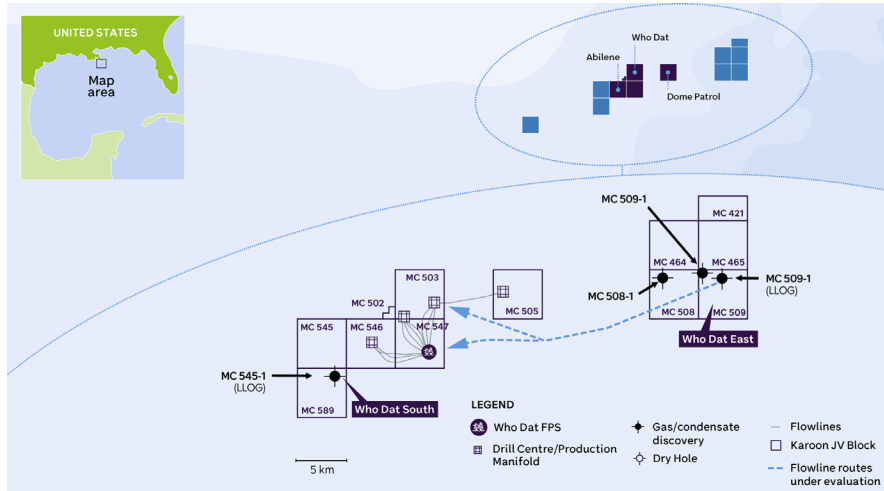 UNITED STATES
Map
area
Who Dat
Abilene
Dome Patrol
MC 509-1
MC 421
MC 464
MC 465
MC 509-1
(LLOG)
MC 508-1
MC 508
MC 509
Who Dat East
MC 503
MC 502
MC 505
MC 545
MC 546
MC 547
MC 545-1
(LLOG)
MC 589
Who Dat South
5 km
LEGEND
Who Dat FPS
Drill Centre/Production
Manifold
Gas/condensate
discovery
Dry Hole
Flowlines
Karoon JV Block
Flowline routes
under evaluation